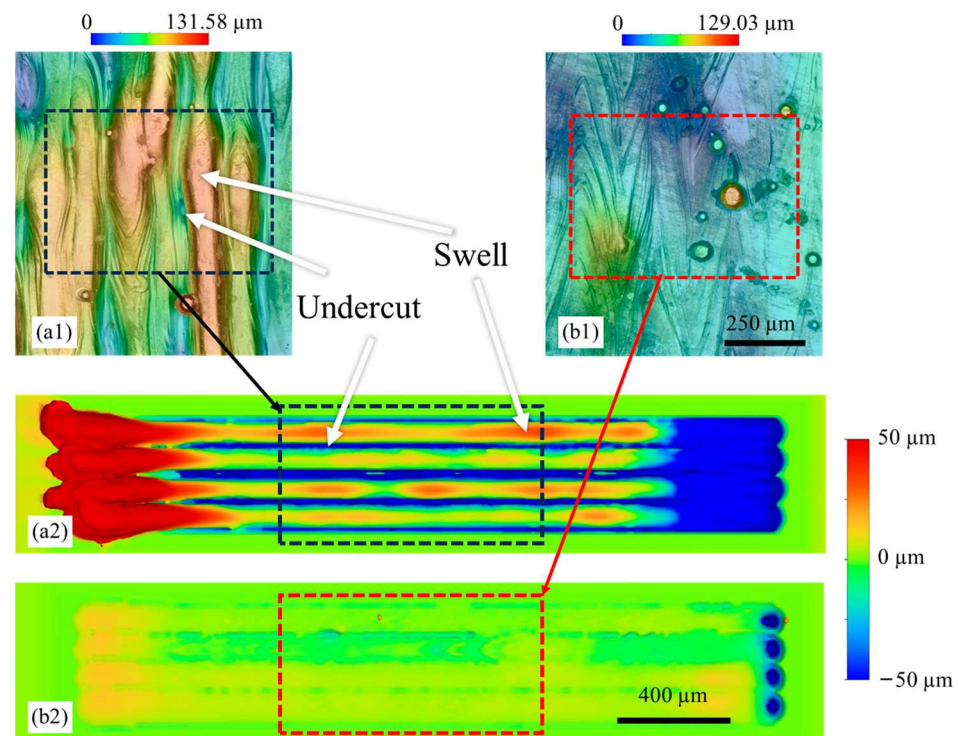 0 131.58 µm
0 129.03 µm
Swell
Undercut
(a1)
(b1)
250 µm
50 µm
(a2)
0 µm
(b2)
400 µm
−50 µm